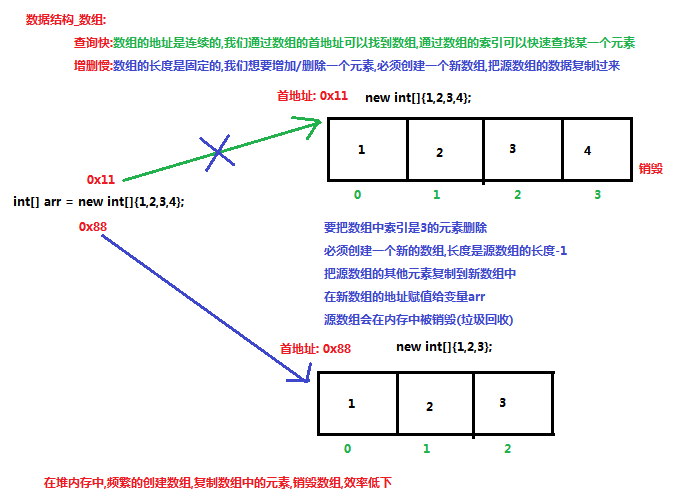 数据结构_数组:
查询快:数组的地址是连续的,我们通过数组的首地址可以找到数组,通过数组的索引可以快速查找某一个元素
增删慢:数组的长度是固定的,我们想要增加/删除一个元素,必须创建一个新数组,把源数组的数据复制过来
首地址: 0x11 new int[]{1,2,3,4};
1 2 3 4
销毁
0x11
0 1 2 3
int[] arr = new int[]{1,2,3,4};
0x88
要把数组中索引是3的元素删除
必须创建一个新的数组,长度是源数组的长度-1
把源数组的其他元素复制到新数组中
在新数组的地址赋值给变量arr
源数组会在内存中被销毁(垃圾回收)
首地址: 0x88 new int[]{1,2,3};
1 2 3
0 1 2
在堆内存中,频繁的创建数组,复制数组中的元素,销毁数组,效率低下